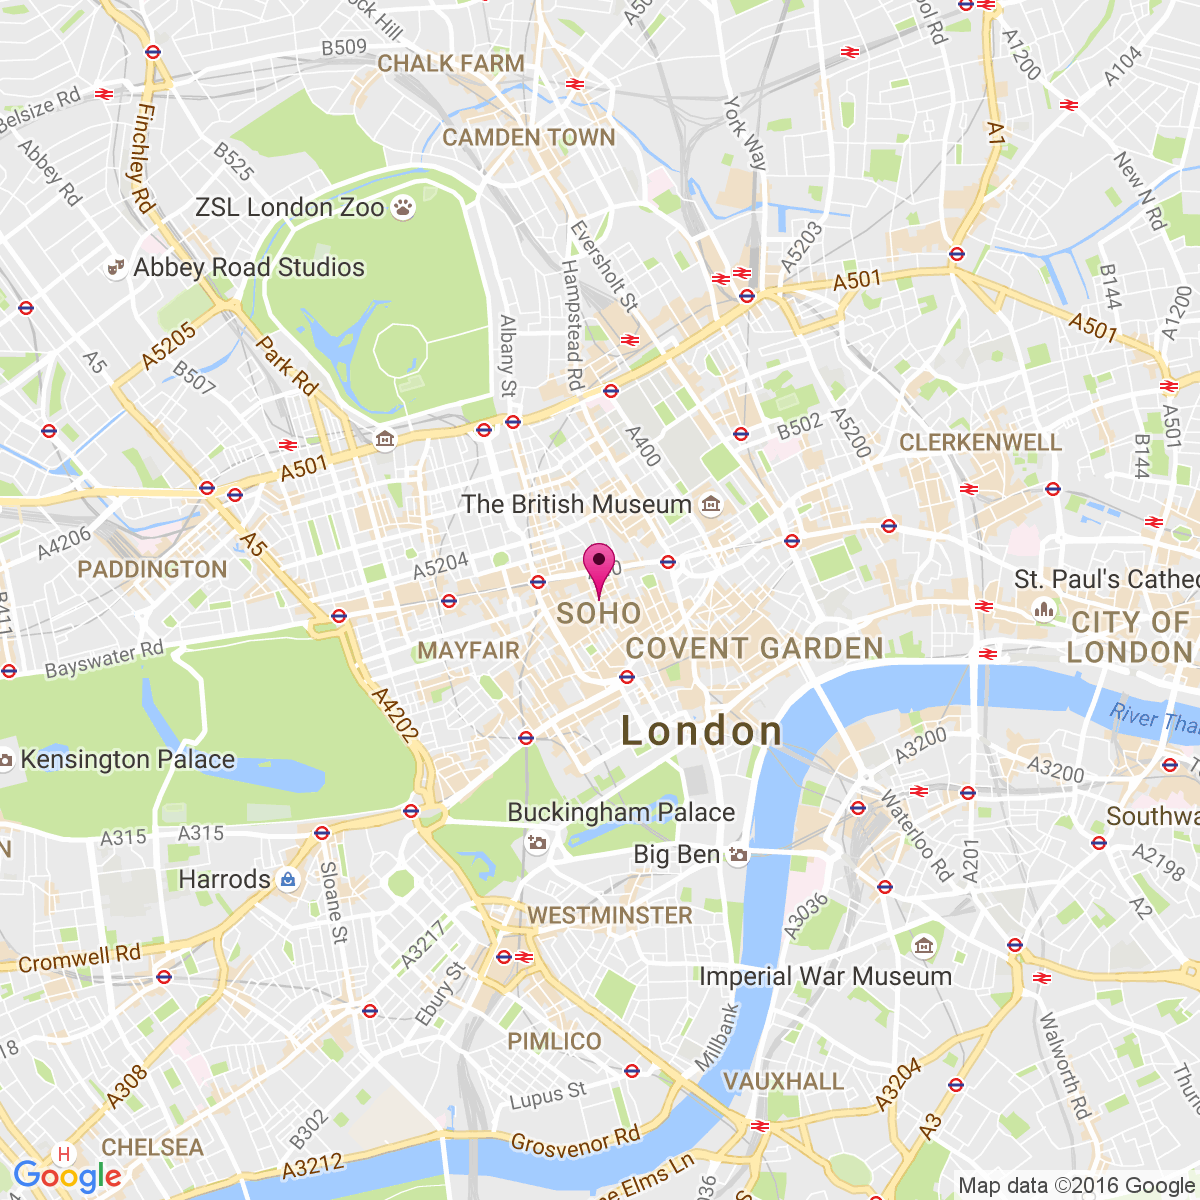 B509
CHALK FARM
Belsize Rd
Finchley Rd
Abbey Rd
B525
CAMDEN TOWN
York Way
A1
A1200
A104
New N Rd
ZSL London Zoo
Abbey Road Studios
Eversholt St
Hampstead Rd
Albany St
A5203
A501
A501
B144
A1200
A5205
A5
B507
Park Rd
A400
B502
A5200
CLERKENWELL
A501
B144
A501
The British Museum
A4206
A5
PADDINGTON
A5204
St. Paul's Cathe
B411
SOHO
MAYFAIR
COVENT GARDEN
CITY OF
LONDON
Bayswater Rd
A4202
London
River Tha
A3200
A3200
Kensington Palace
Buckingham Palace
Big Ben
Waterloo Rd
A201
Southwa
A2198
A2
A315
A315
Harrods
Sloane St
A3217
WESTMINSTER
A3036
Cromwell Rd
Ebury St
Imperial War Museum
PIMLICO
Millbank
VAUXHALL
A3204
Walworth Rd
A308
Lupus St
B302
A3
CHELSEA
H
Grosvenor Rd
A3212
Elms Ln
Google
Map data ©2016 Google